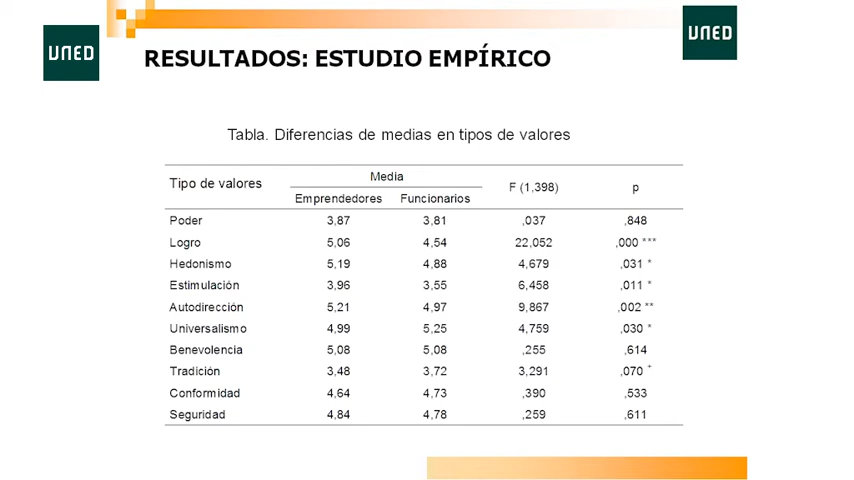 UNED
UNED
RESULTADOS: ESTUDIO EMPÍRICO
Tabla. Diferencias de medias en tipos de valores
Tipo de valores Media F (1,398) p
Emprendedores Funcionarios
Poder 3,87 3,81 ,037 ,848
Logro 5,06 4,54 22,052 ,000 ***
Hedonismo 5,19 4,88 4,679 ,031 *
Estimulación 3,96 3,55 6,458 ,011 *
Autodirección 5,21 4,97 9,867 ,002 **
Universalismo 4,99 5,25 4,759 ,030 *
Benevolencia 5,08 5,08 ,255 ,614
Tradición 3,48 3,72 3,291 ,070 +
Conformidad 4,64 4,73 ,390 ,533
Seguridad 4,84 4,78 ,259 ,611